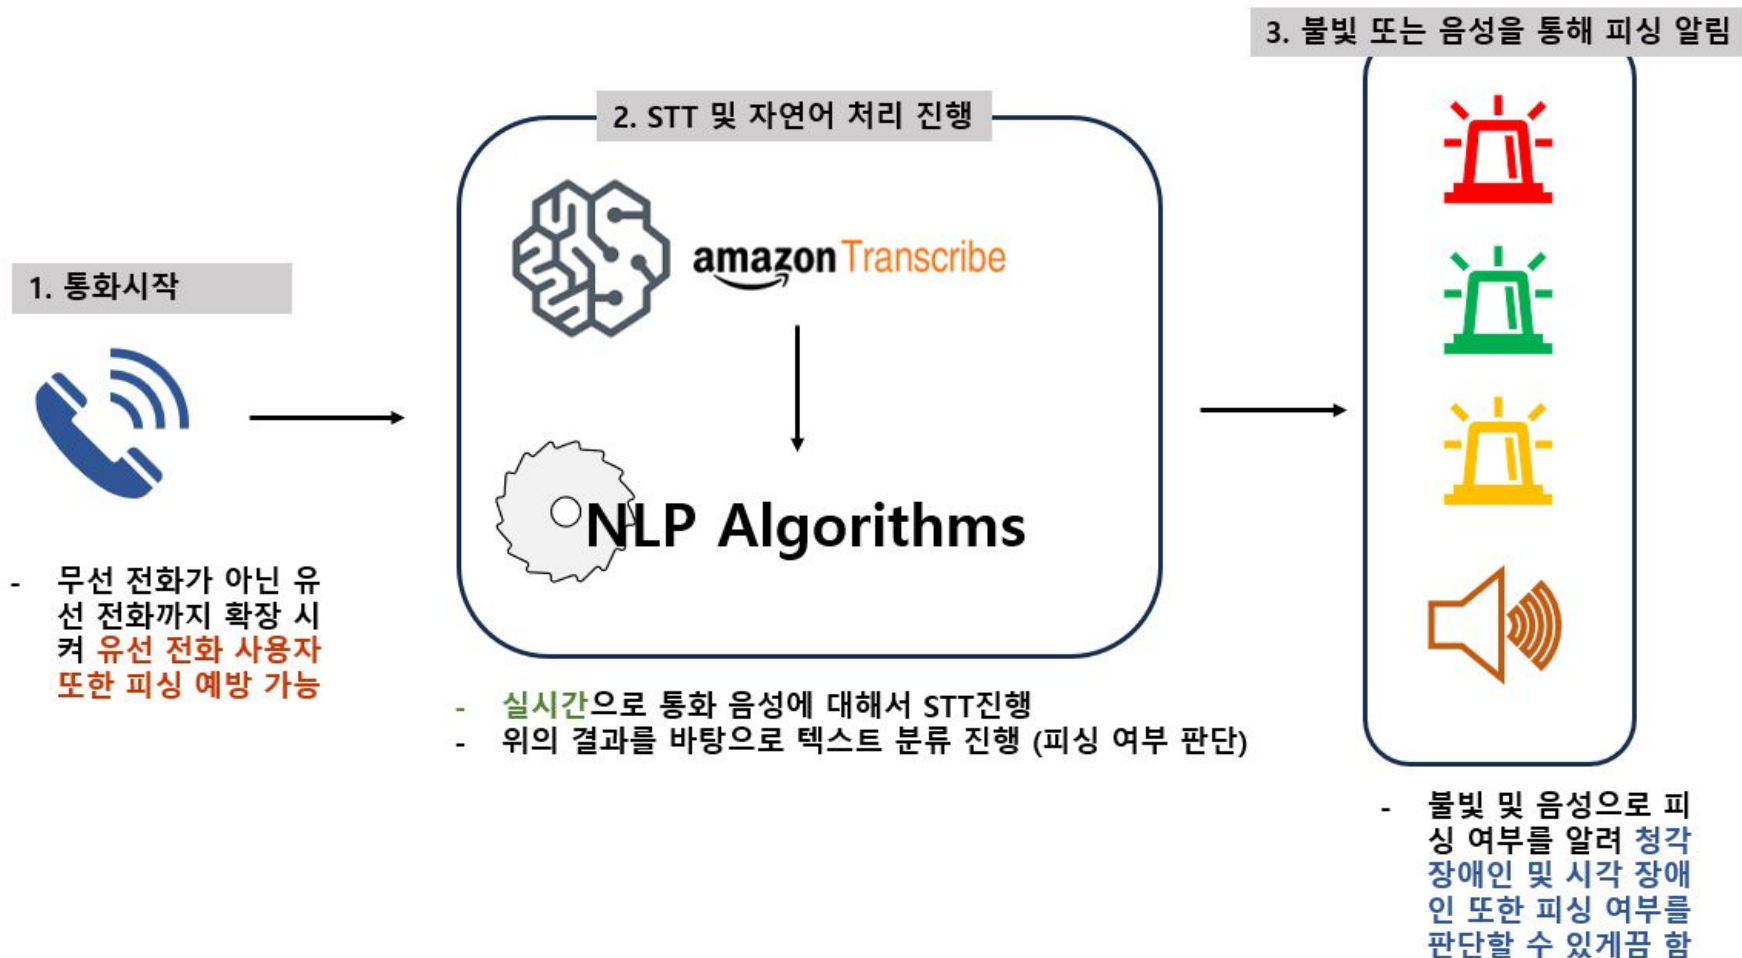 1. 통화시작
- 무선 전화가 아닌 유
선 전화까지 확장 시
켜 유선 전화 사용자
또한 피싱 예방 가능
2. STT 및 자연어 처리 진행
amazon Transcribe
NLP Algorithms
- 실시간으로 통화 음성에 대해서 STT진행
- 위의 결과를 바탕으로 텍스트 분류 진행 (피싱 여부 판단)
3. 불빛 또는 음성을 통해 피싱 알림
- 불빛 및 음성으로 피
싱 여부를 알려 청각
장애인 및 시각 장애
인 또한 피싱 여부를
판단할 수 있게끔 함